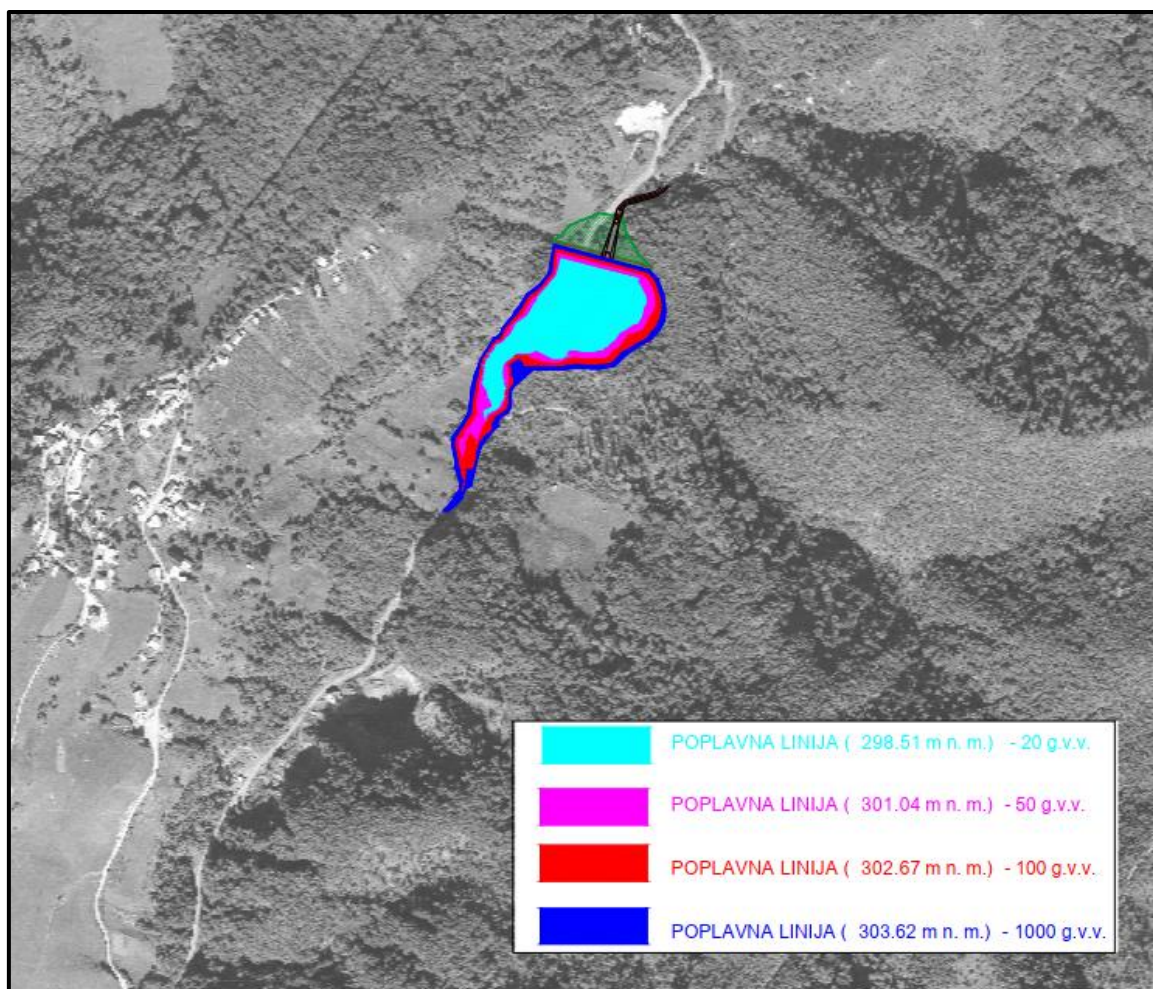 POPLAVNA LINIJA ( 298.51 m n. m.) - 20 g.v.v.
POPLAVNA LINIJA ( 301.04 m n. m.) - 50 g.v.v.
POPLAVNA LINIJA ( 302.67 m n. m.) - 100 g.v.v.
POPLAVNA LINIJA ( 303.62 m n. m.) - 1000 g.v.v.